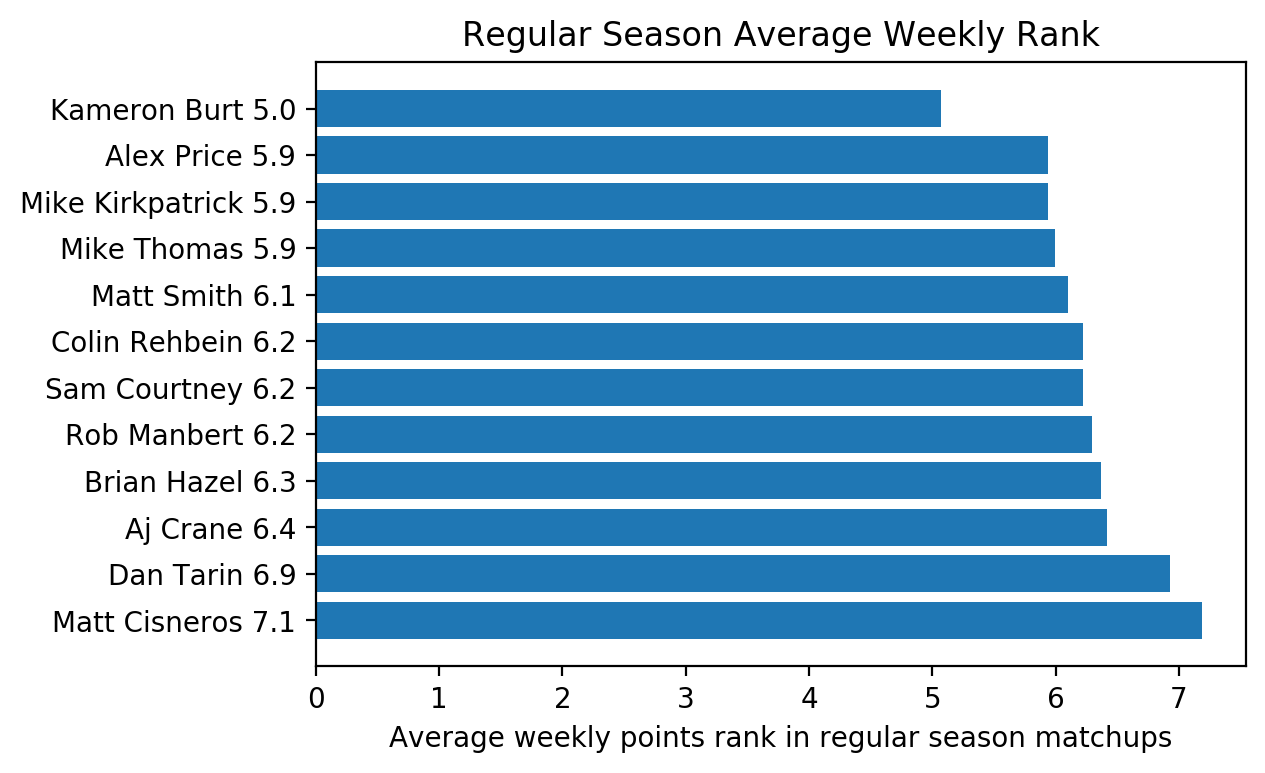 Regular Season Average Weekly Rank
Kameron Burt 5.0
Alex Price 5.9
Mike Kirkpatrick 5.9
Mike Thomas 5.9
Matt Smith 6.1
Colin Rehbein 6.2
Sam Courtney 6.2
Rob Manbert 6.2
Brian Hazel 6.3
Aj Crane 6.4
Dan Tarin 6.9
Matt Cisneros 7.1
0 1 2 3 4 5 6 7
Average weekly points rank in regular season matchups